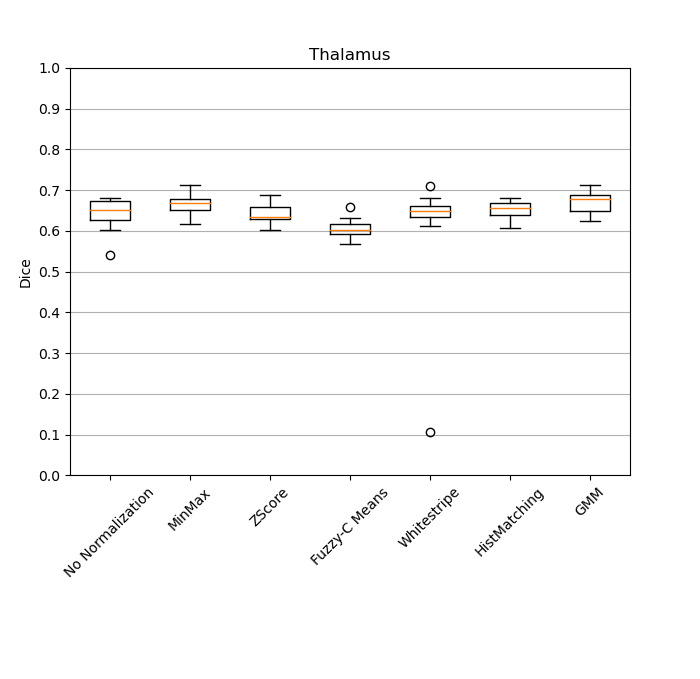 Thalamus
1.0
0.9
0.8
0.7
0.6
0.5
0.4
0.3
0.2
0.1
0.0
Dice
No Normalization
MinMax
ZScore
Fuzzy-C Means
Whitestripe
HistMatching
GMM